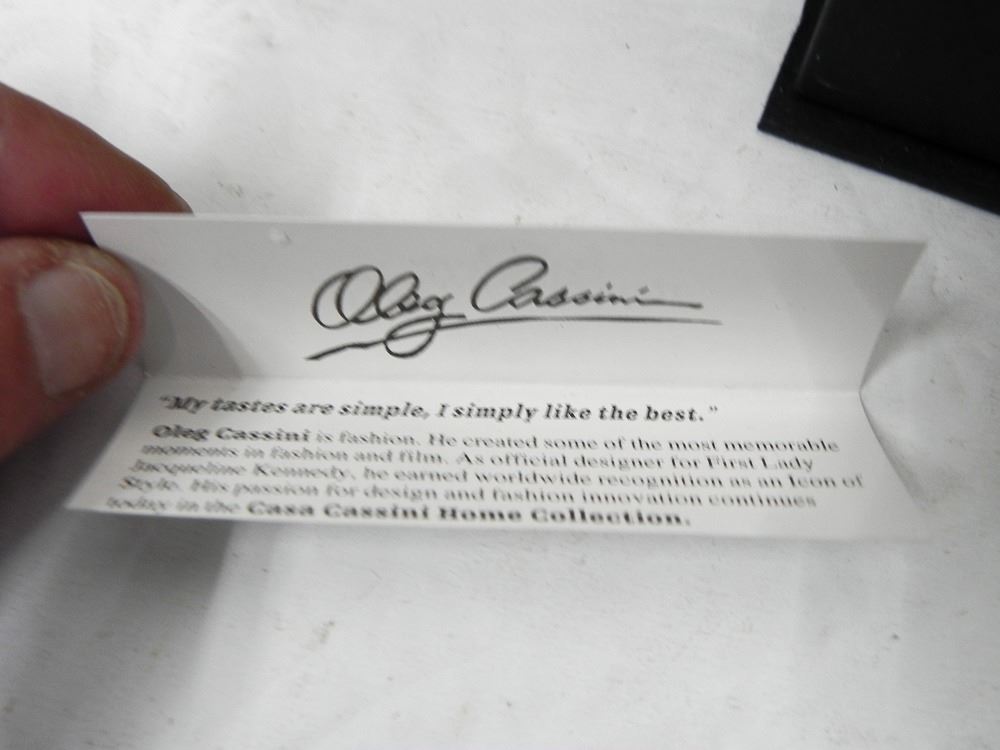 Oleg Cassini
"My tastes are simple, I simply like the best."
Oleg Cassini is fashion. He created some of the most memorable
moments in fashion and film. As official designer for First Lady
Jacqueline Kennedy, he earned worldwide recognition as an Icon of
Style. His passion for design and fashion innovation continues
today in the Casa Cassini Home Collection.